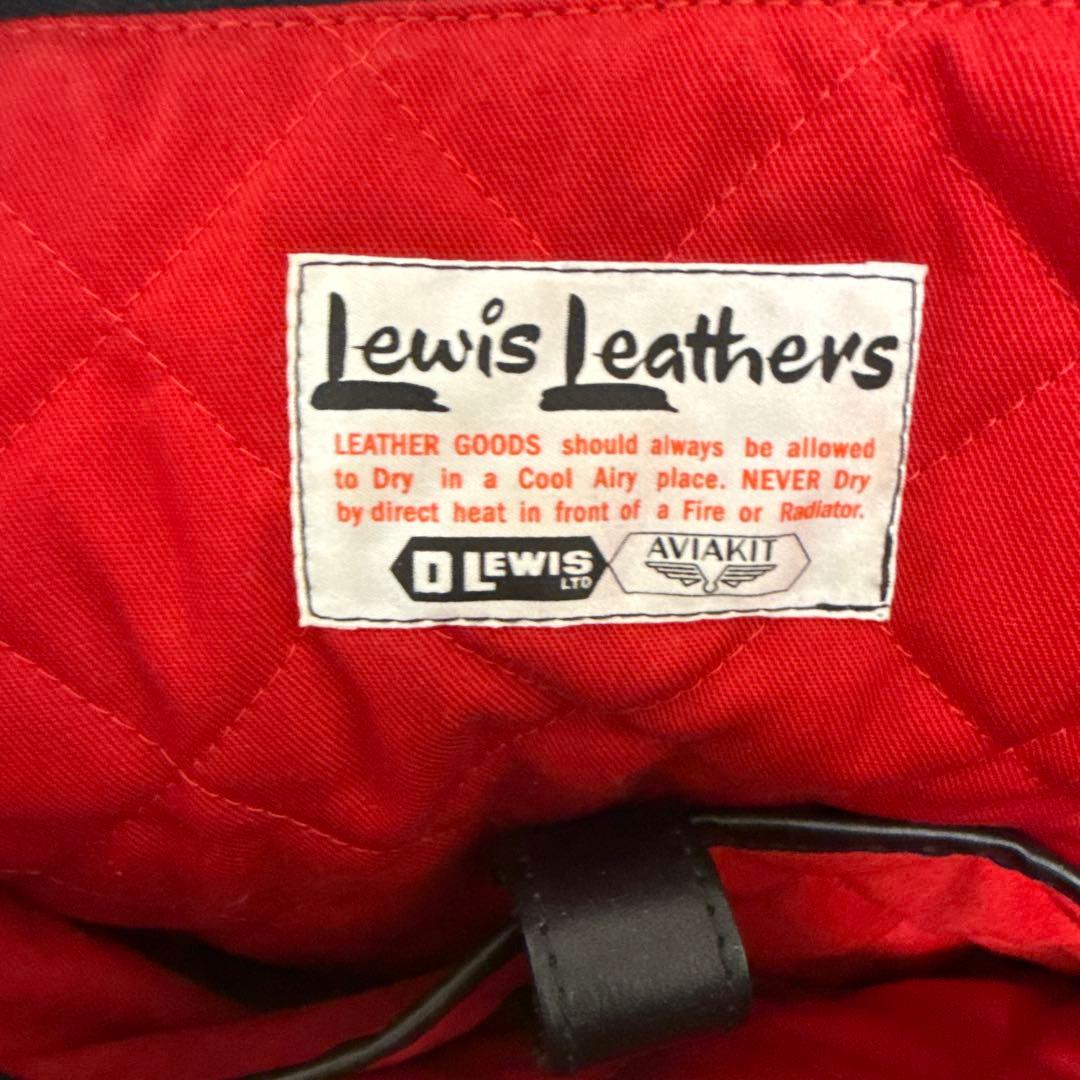 Lewis Leathers
LEATHER GOODS should always be allowed
to Dry in a Cool Airy place. NEVER Dry
by direct heat in front of a Fire or Radiator.
D LEWIS LTD AVIAKIT